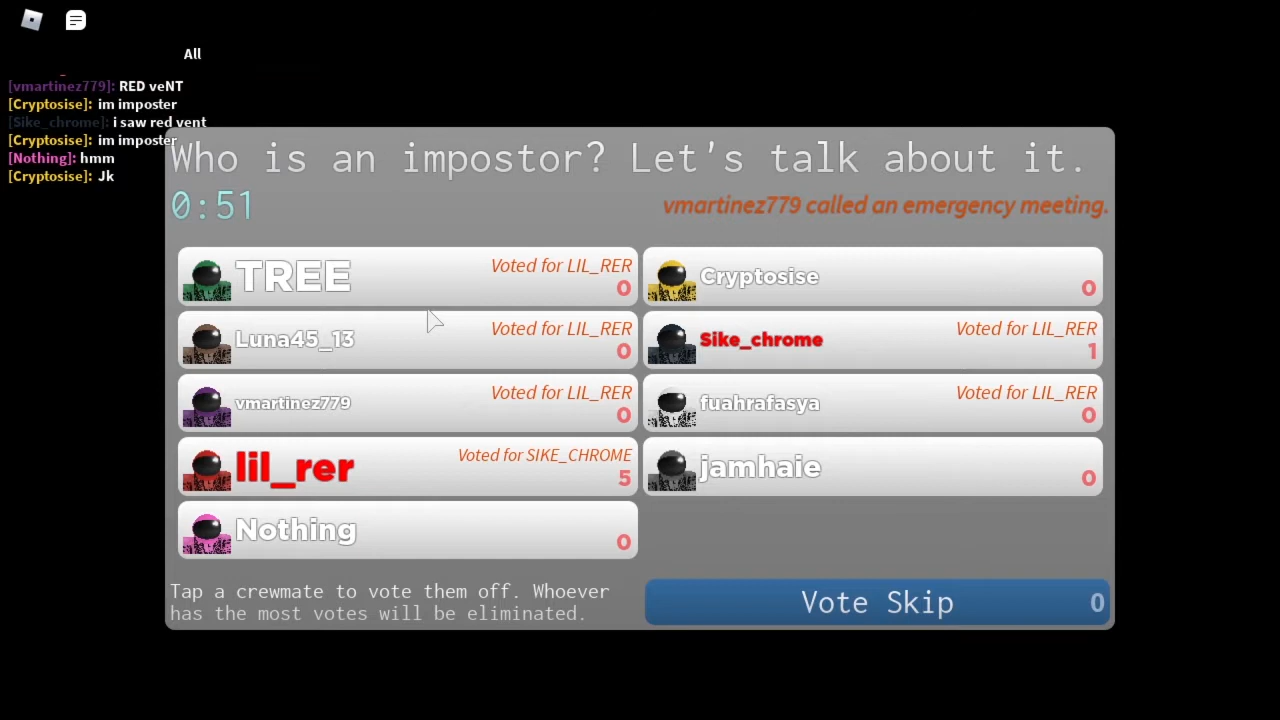 All
[vmartinez779]: RED veNT
[Cryptosise]: im imposter
[Sike_chrome]: i saw red vent
[Cryptosise]: im imposter
[Nothing]: hmm
[Cryptosise]: Jk
Who is an impostor? Let's talk about it.
0:51
vmartinez779 called an emergency meeting.
TREE
Voted for LIL_RER
0
Cryptosise
0
Luna45_13
Voted for LIL_RER
0
Sike_chrome
Voted for LIL_RER
1
vmartinez779
Voted for LIL_RER
0
fuahrafasya
Voted for LIL_RER
0
lil_rer
Voted for SIKE_CHROME
5
jamhaie
0
Nothing
0
Tap a crewmate to vote them off. Whoever
has the most votes will be eliminated.
Vote Skip
0